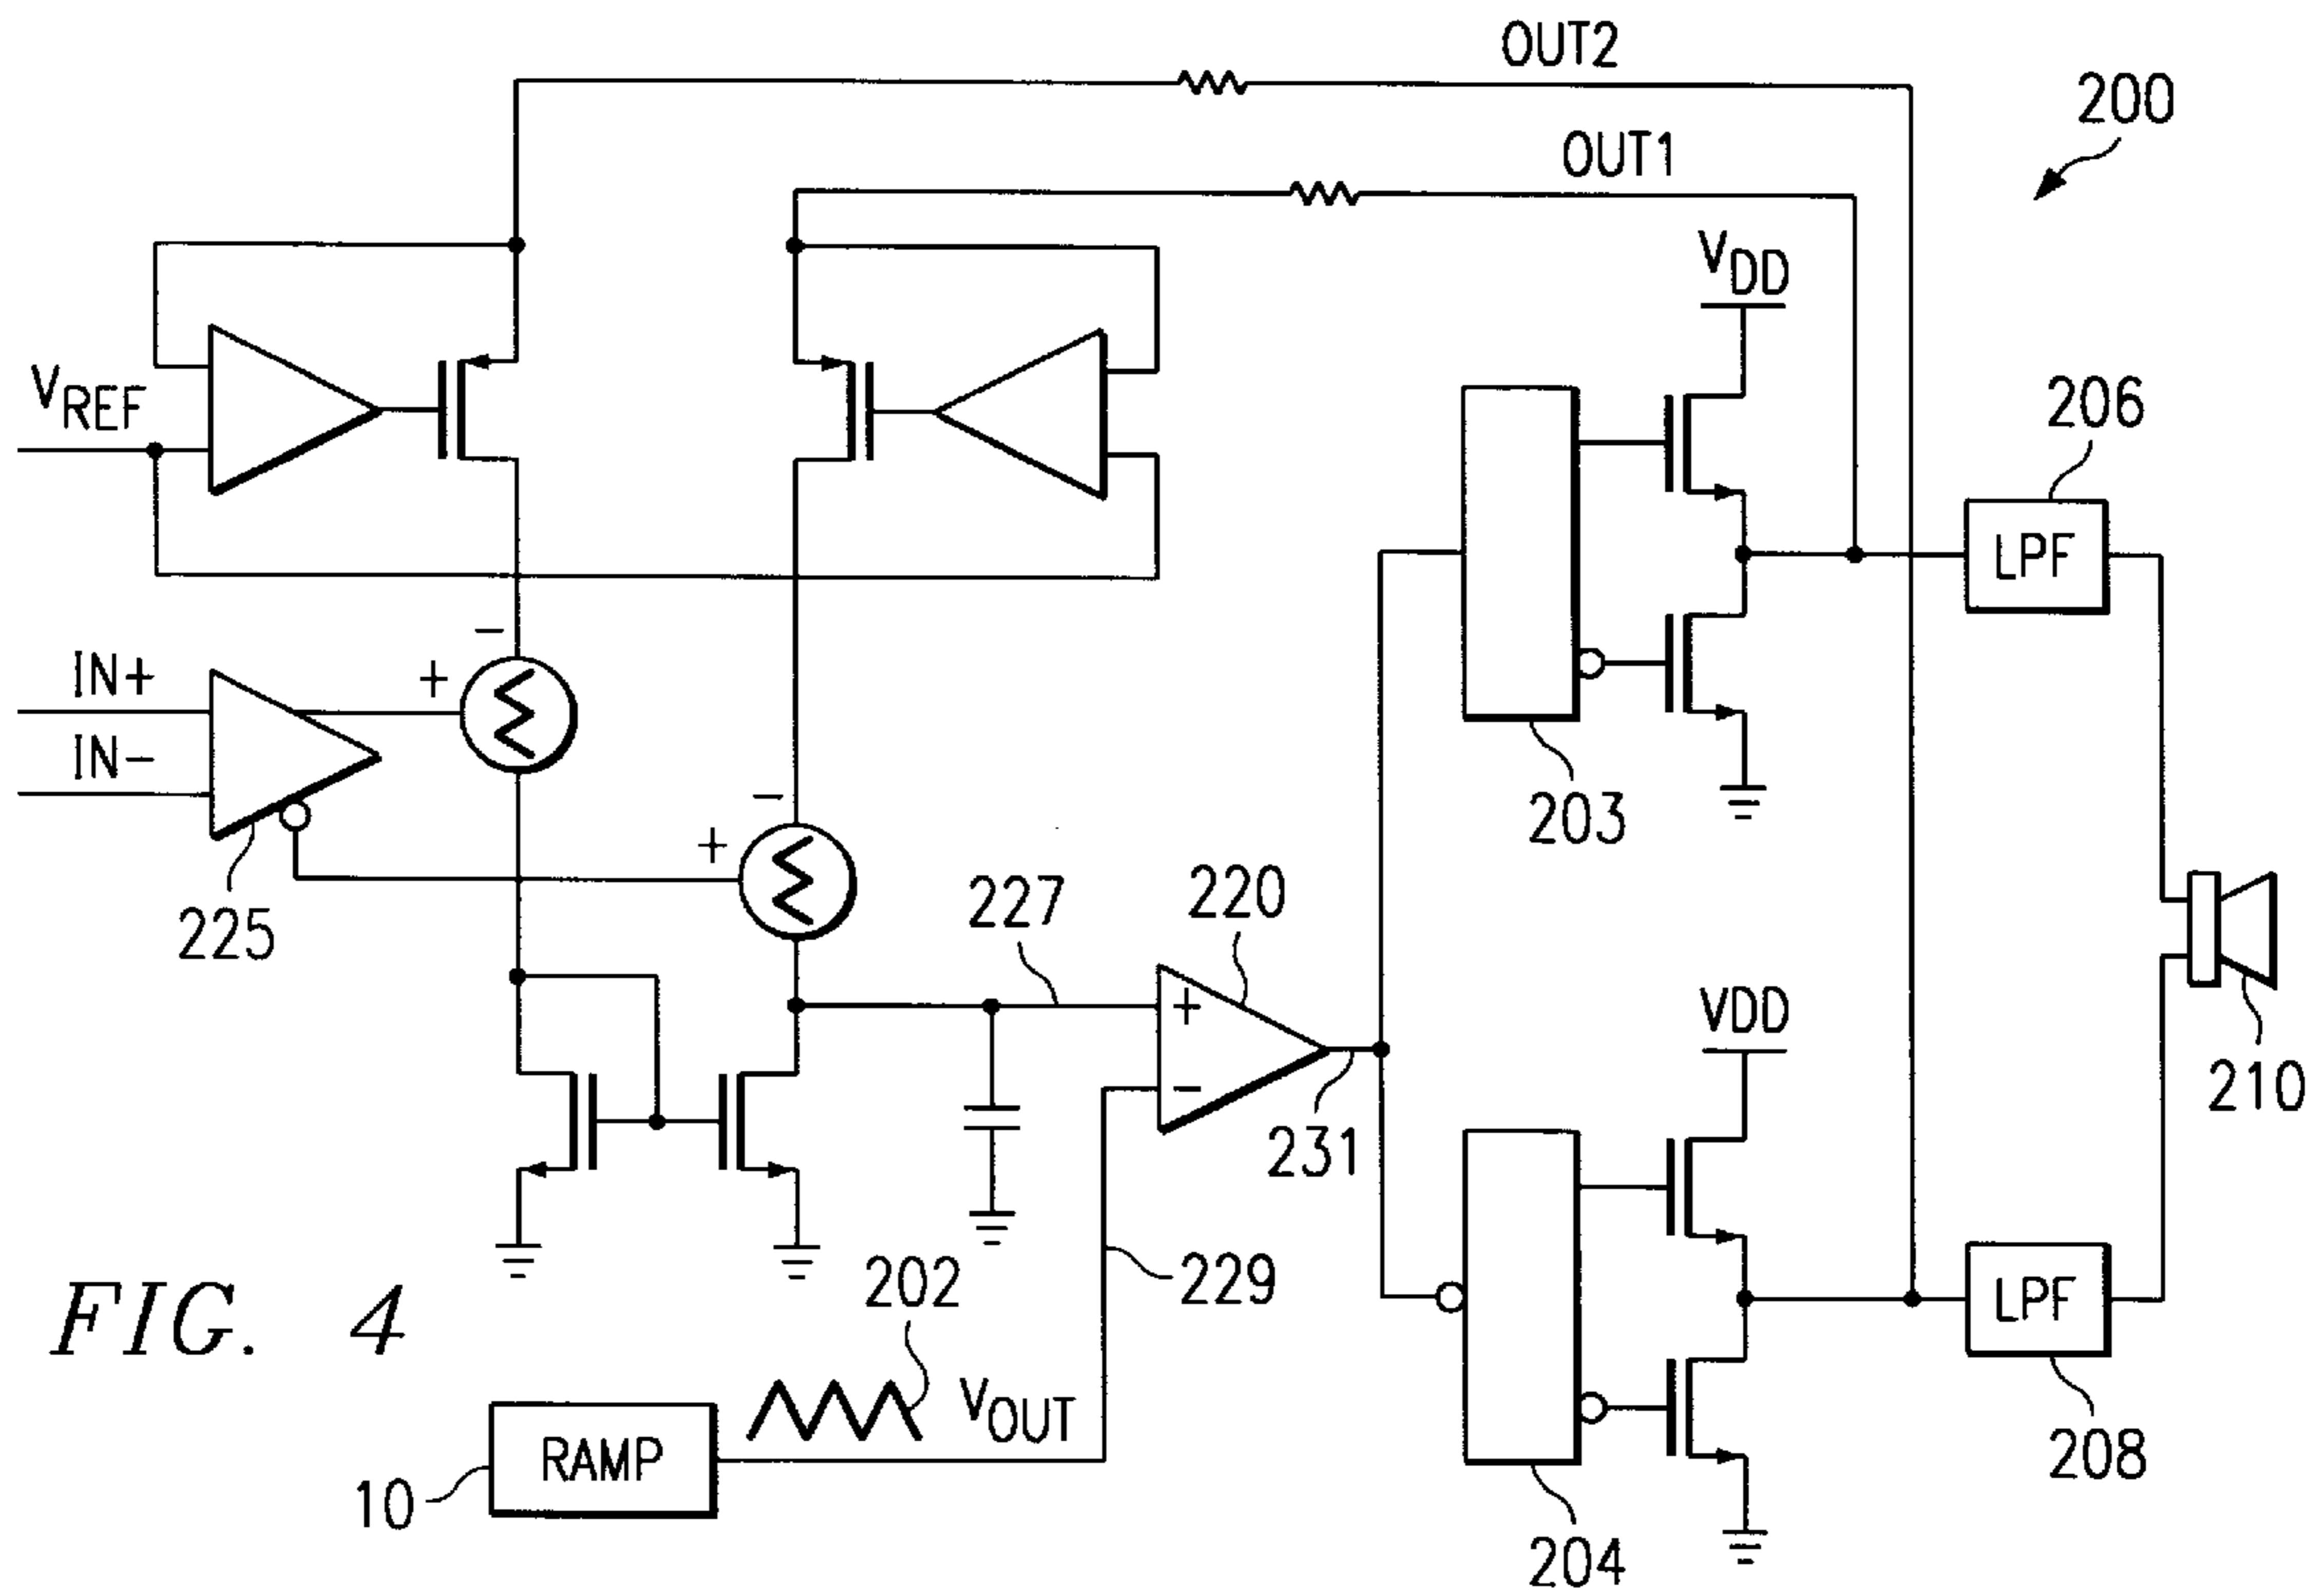 OUT2
200
OUT1
VDD
VREF
206
LPF
IN+
IN-
203
225
227
220
VDD
210
231
202
229
FIG. 4
VOUT
LPF
RAMP
10
208
204
+
-
+
-
+
-